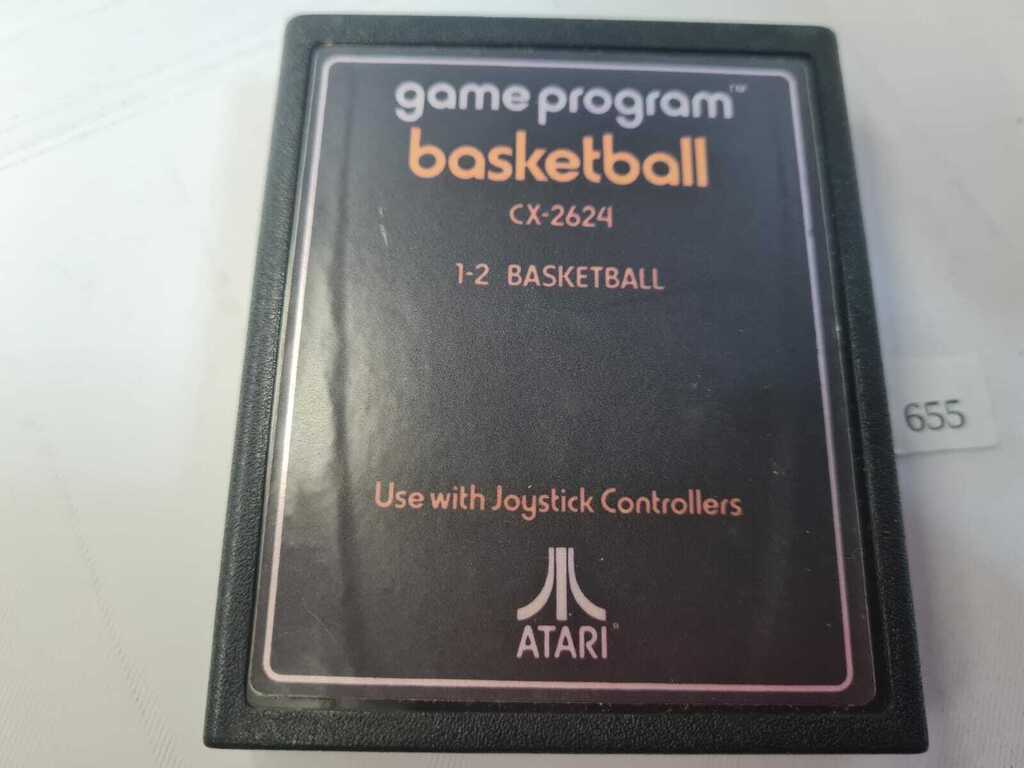 game program™
basketball
CX-2624
1-2 BASKETBALL
655
Use with Joystick Controllers
ATARI®